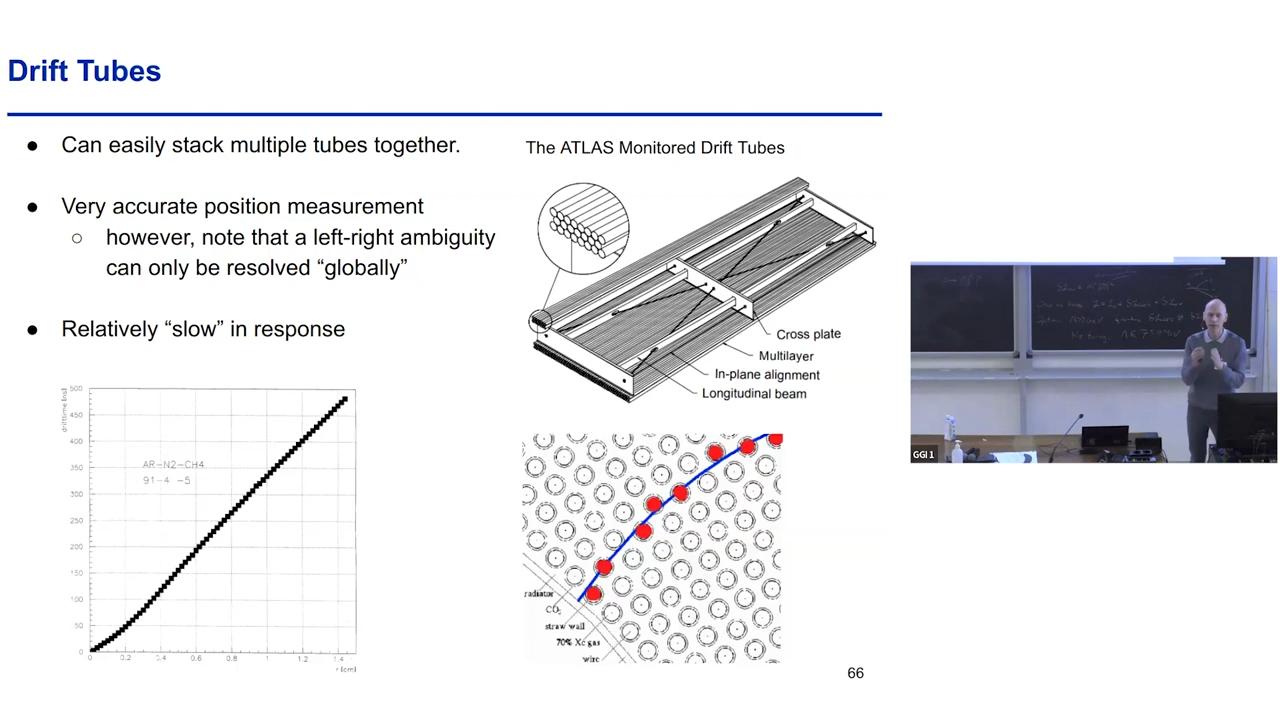 Drift Tubes
● Can easily stack multiple tubes together.
● Very accurate position measurement
○ however, note that a left-right ambiguity
can only be resolved “globally”
● Relatively “slow” in response
The ATLAS Monitored Drift Tubes
Cross plate
Multilayer
In-plane alignment
Longitudinal beam
drifttime [ns]
500
450
400
350
300
250
200
150
100
50
0
AR-N2-CH4
91-4 -5
0 0.2 0.4 0.6 0.8 1 1.2 1.4
r [cm]
radiator
CO2
straw wall
70% Xe gas
wire
66
GGI 1